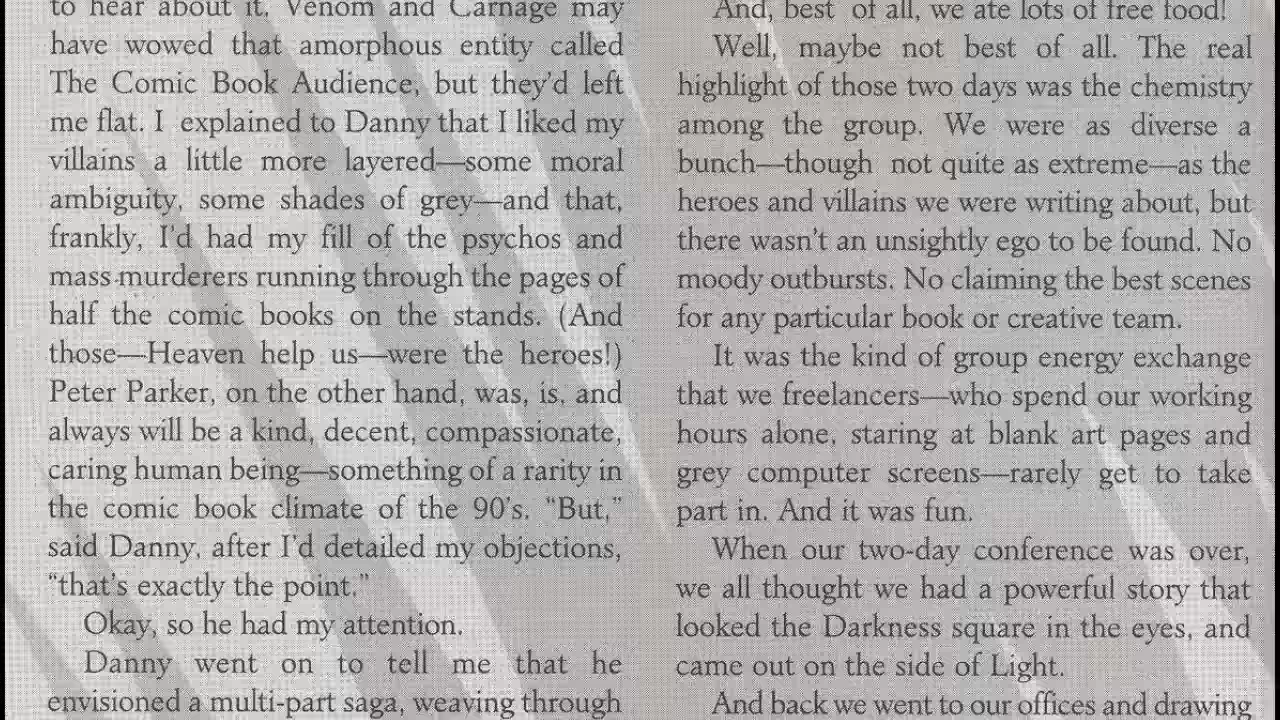 to hear about it, Venom and Carnage may
have wowed that amorphous entity called
The Comic Book Audience, but they'd left
me flat. I explained to Danny that I liked my
villains a little more layered—some moral
ambiguity, some shades of grey—and that,
frankly, I'd had my fill of the psychos and
mass murderers running through the pages of
half the comic books on the stands. (And
those—Heaven help us—were the heroes!)
Peter Parker, on the other hand, was, is, and
always will be a kind, decent, compassionate,
caring human being—something of a rarity in
the comic book climate of the 90's. “But,”
said Danny, after I'd detailed my objections,
“that's exactly the point.”
Okay, so he had my attention.
Danny went on to tell me that he
envisioned a multi-part saga, weaving through
And, best of all, we ate lots of free food!
Well, maybe not best of all. The real
highlight of those two days was the chemistry
among the group. We were as diverse a
bunch—though not quite as extreme—as the
heroes and villains we were writing about, but
there wasn't an unsightly ego to be found. No
moody outbursts. No claiming the best scenes
for any particular book or creative team.
It was the kind of group energy exchange
that we freelancers—who spend our working
hours alone, staring at blank art pages and
grey computer screens—rarely get to take
part in. And it was fun.
When our two-day conference was over,
we all thought we had a powerful story that
looked the Darkness square in the eyes, and
came out on the side of Light.
And back we went to our offices and drawing